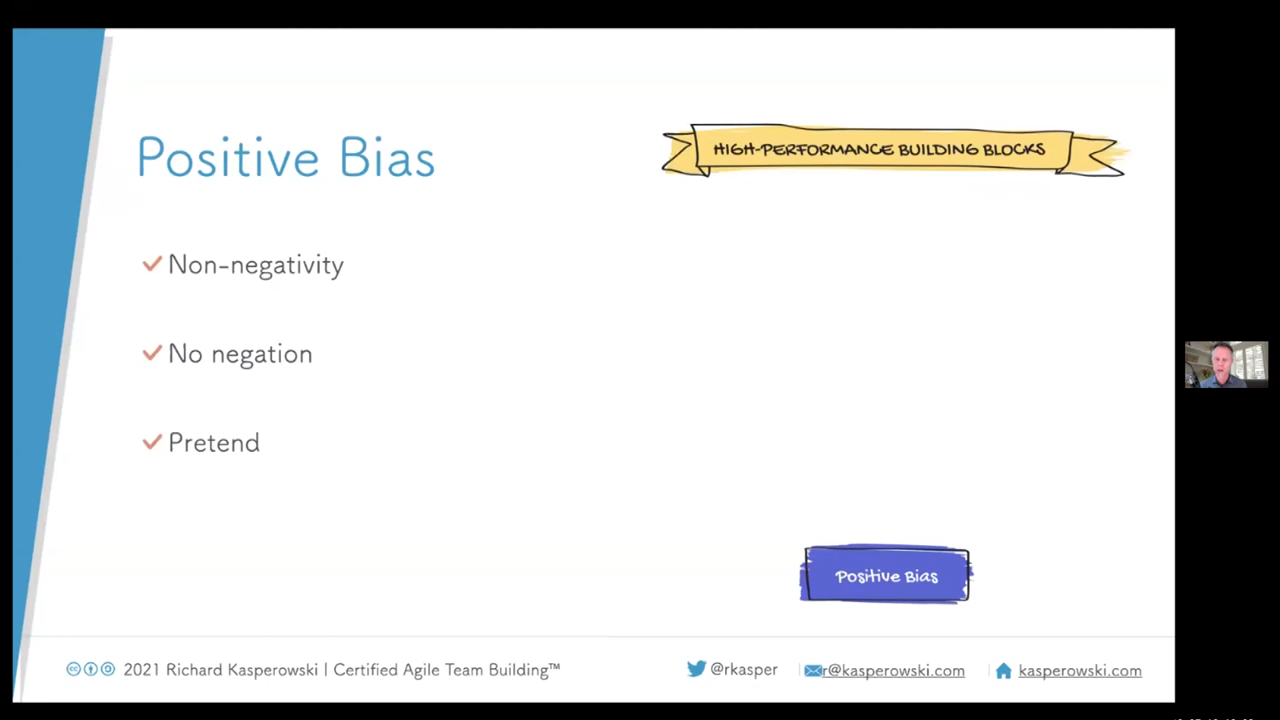 Positive Bias
HIGH-PERFORMANCE BUILDING BLOCKS
Non-negativity
No negation
Pretend
Positive Bias
2021 Richard Kasperowski | Certified Agile Team Building™
@rkasper
r@kasperowski.com
kasperowski.com